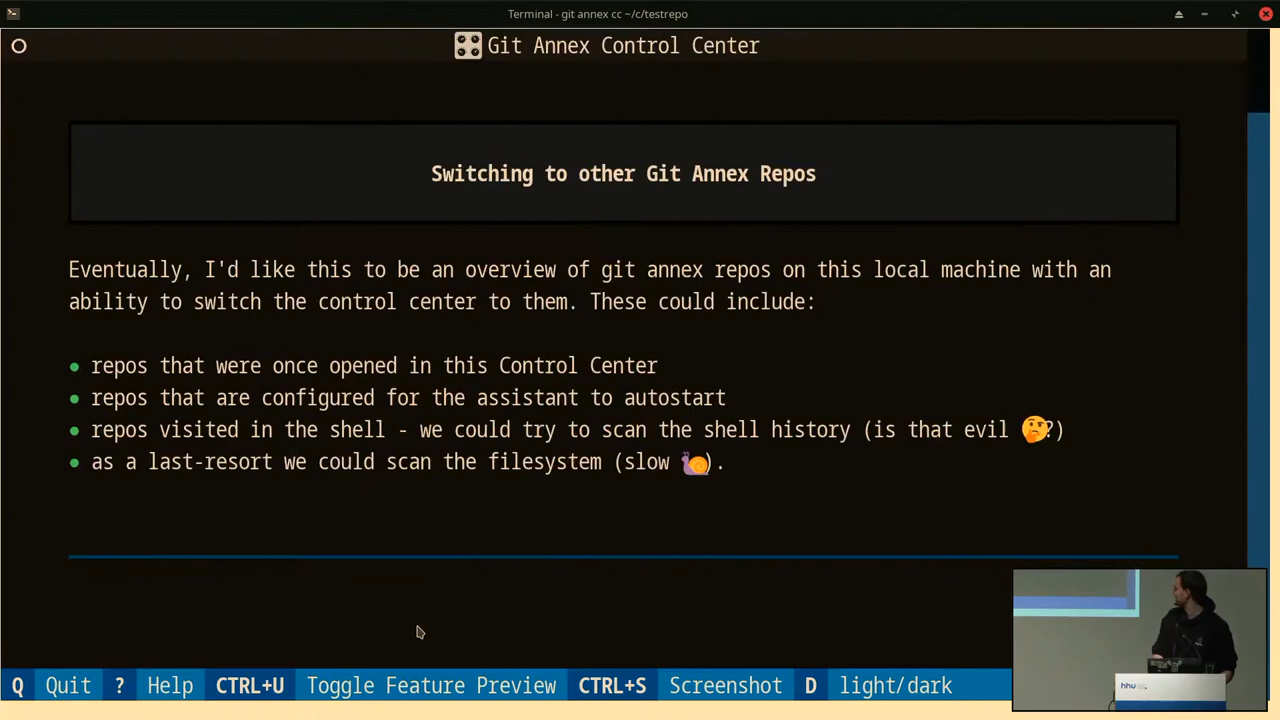 Terminal - git annex cc ~/c/testrepo
Git Annex Control Center
Switching to other Git Annex Repos
Eventually, I'd like this to be an overview of git annex repos on this local machine with an
ability to switch the control center to them. These could include:
• repos that were once opened in this Control Center
• repos that are configured for the assistant to autostart
• repos visited in the shell - we could try to scan the shell history (is that evil 🤔?)
• as a last-resort we could scan the filesystem (slow 🐌).
Q Quit ? Help CTRL+U Toggle Feature Preview CTRL+S Screenshot D light/dark
hhu